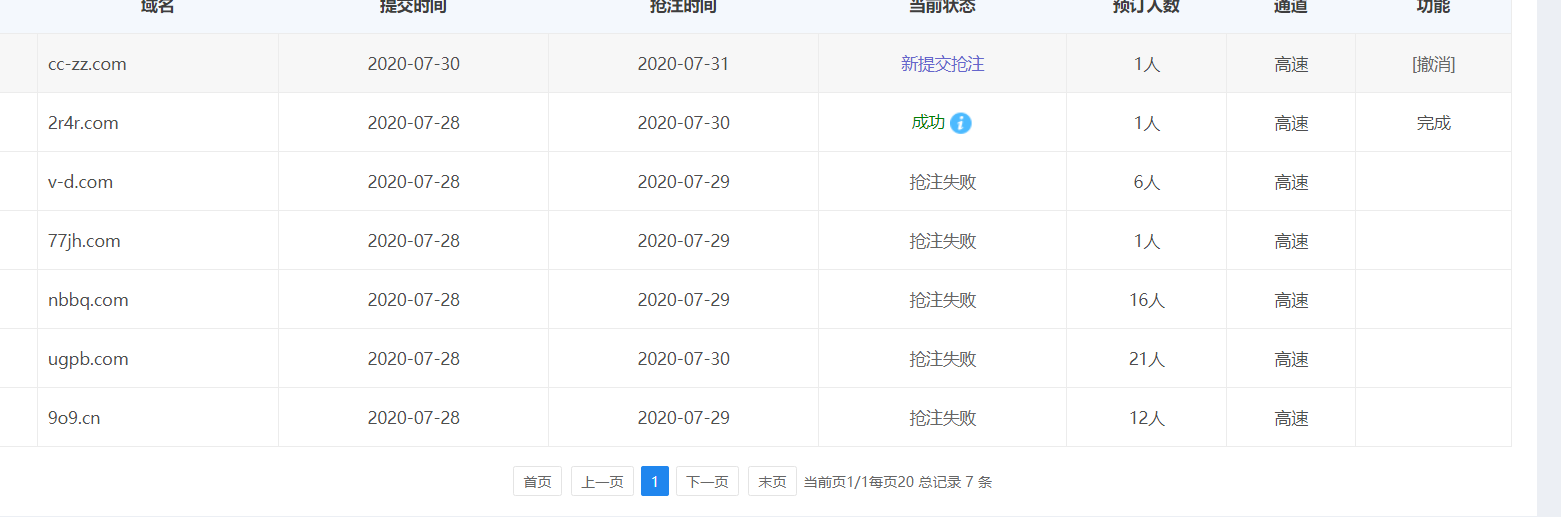 域名 提交时间 抢注时间 当前状态 预订人数 通道 功能
cc-zz.com 2020-07-30 2020-07-31 新提交抢注 1人 高速 [撤消]
2r4r.com 2020-07-28 2020-07-30 成功 1人 高速 完成
v-d.com 2020-07-28 2020-07-29 抢注失败 6人 高速
77jh.com 2020-07-28 2020-07-29 抢注失败 1人 高速
nbbq.com 2020-07-28 2020-07-29 抢注失败 16人 高速
ugpb.com 2020-07-28 2020-07-30 抢注失败 21人 高速
9o9.cn 2020-07-28 2020-07-29 抢注失败 12人 高速
首页 上一页 1 下一页 末页 当前页1/1每页20 总记录 7 条